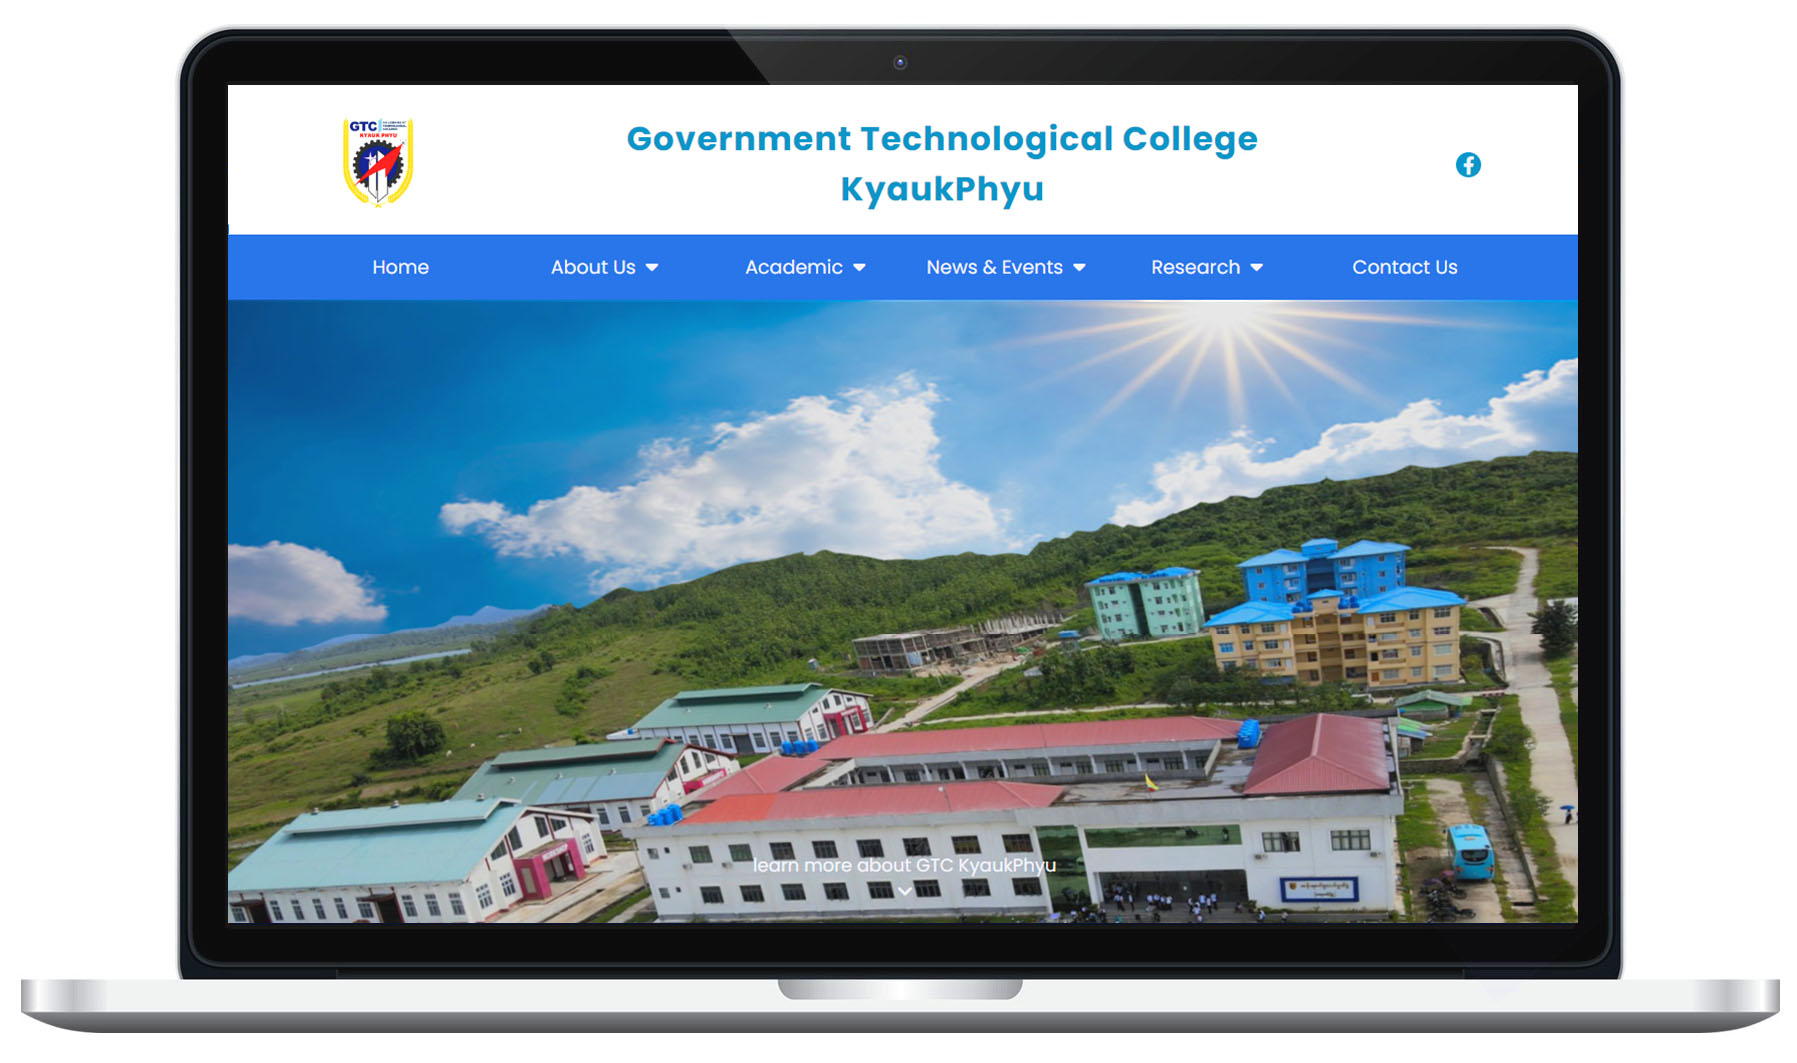 GTC
KYAUK PHYU
Government Technological College
KyaukPhyu
Home
About Us
Academic
News & Events
Research
Contact Us
WORKSHOP
learn more about GTC KyaukPhyu